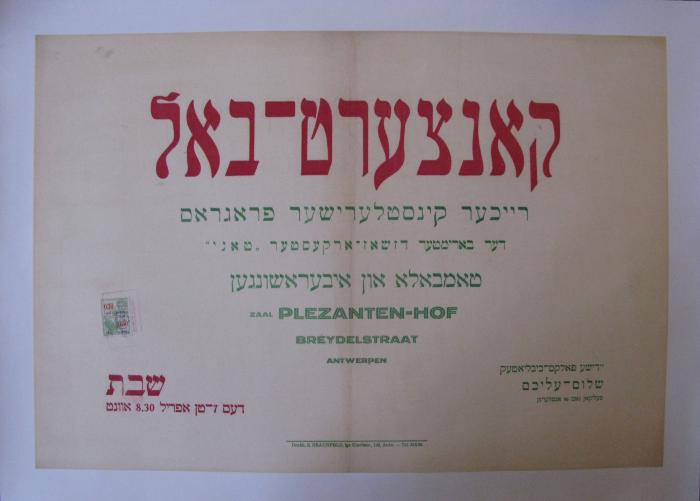 קאנצערט־באל
רייכער קינסטלערישער פראגראם
דער בארימטער דזשאז־ארקעסטער „טאני“
טאמבאלא און איבעראשונגען
ZAAL PLEZANTEN-HOF
BREYDELSTRAAT
ANTWERPEN
שבת
דעם 7־טן אפריל 8,30 אוונט
יידישע פאלקס־ביבליאטעק
שלום־עליכם